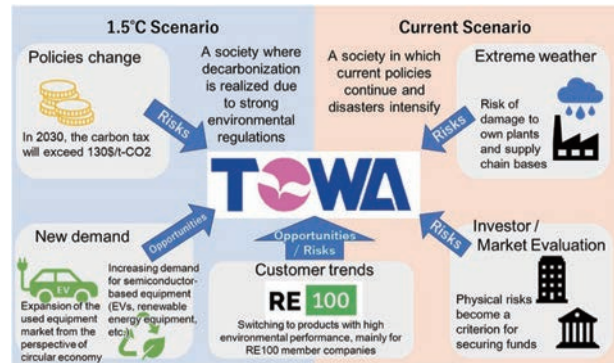 1.5°C Scenario
Current Scenario
Policies change
In 2030, the carbon tax
will exceed 130$/t-CO2
Risks
A society where
decarbonization
is realized due
to strong
environmental
regulations
A society in which
current policies
continue and
disasters intensify
Extreme weather
Risk of
damage to
own plants
and supply
chain bases
Risks
TOWA
New demand
EV
Expansion of the
used equipment
market from the
perspective of
circular economy
Increasing demand
for semiconductor-
based equipment
(EVs, renewable
energy equipment,
etc.)
Opportunities
Opportunities
/ Risks
Customer trends
RE100
Switching to products with high
environmental performance, mainly for
RE100 member companies
Risks
Investor /
Market Evaluation
Physical risks
become a
criterion for
securing funds